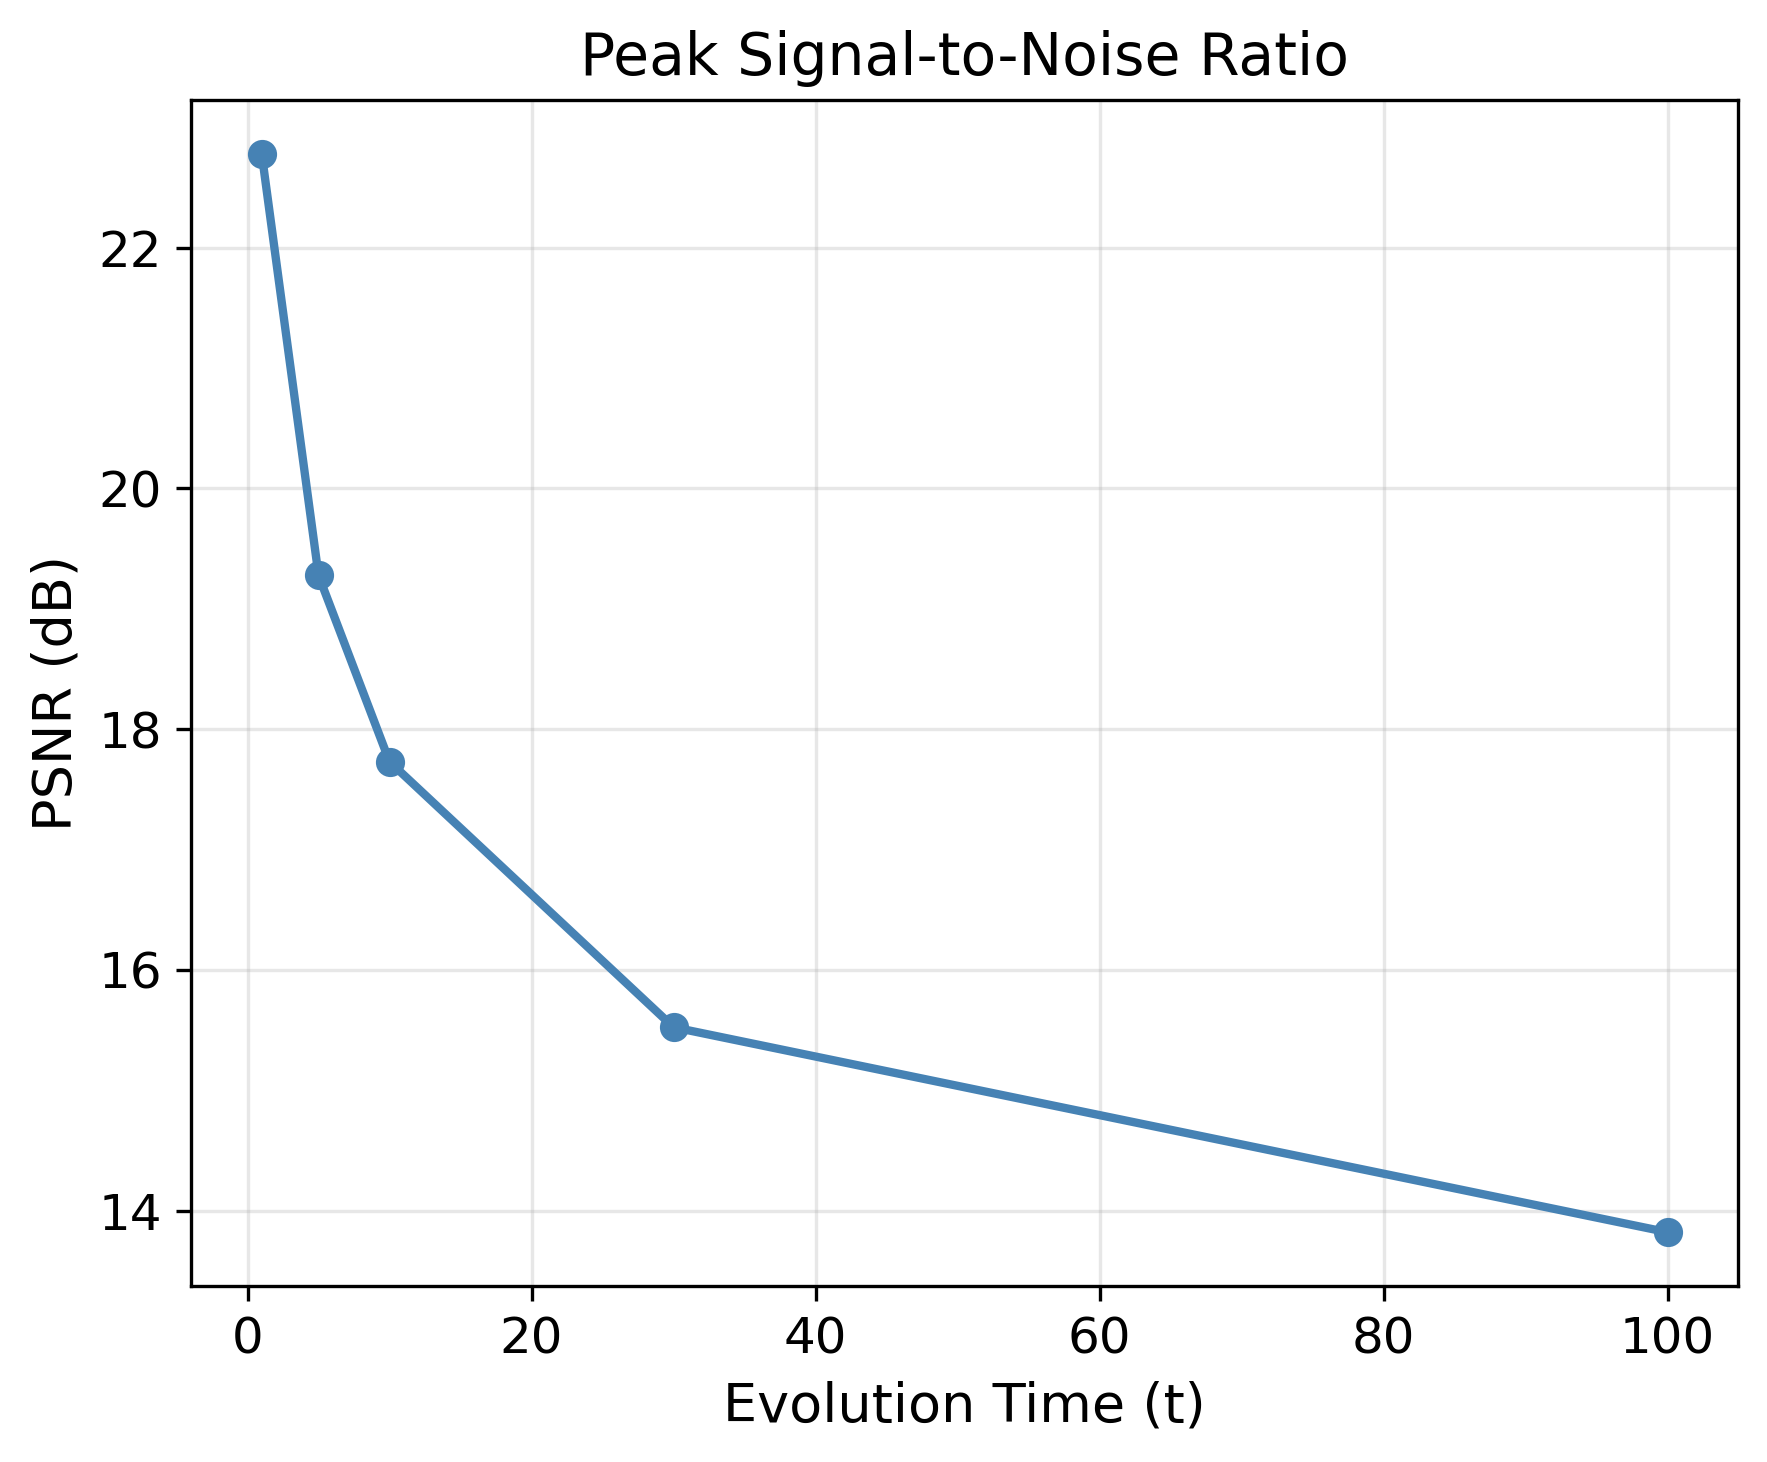 Peak Signal-to-Noise Ratio
22
20
18
16
14
PSNR (dB)
0 20 40 60 80 100
Evolution Time (t)